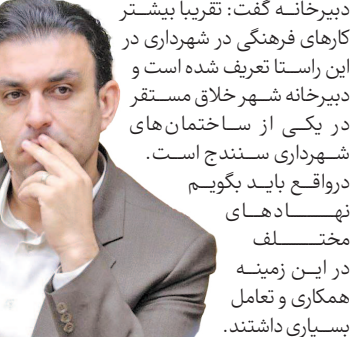 دبیرخانه گفت: تقریبا بیشتر
کارهای فرهنگی در شهرداری در
این راستا تعریف شده است و
دبیرخانه شهر خلاق مستقر
در یکی از ساختمان‌های
شهرداری سنندج است.
درواقع باید بگویم
نهادهای
مختلف
در این زمینه
همکاری و تعامل
بسیاری داشتند.